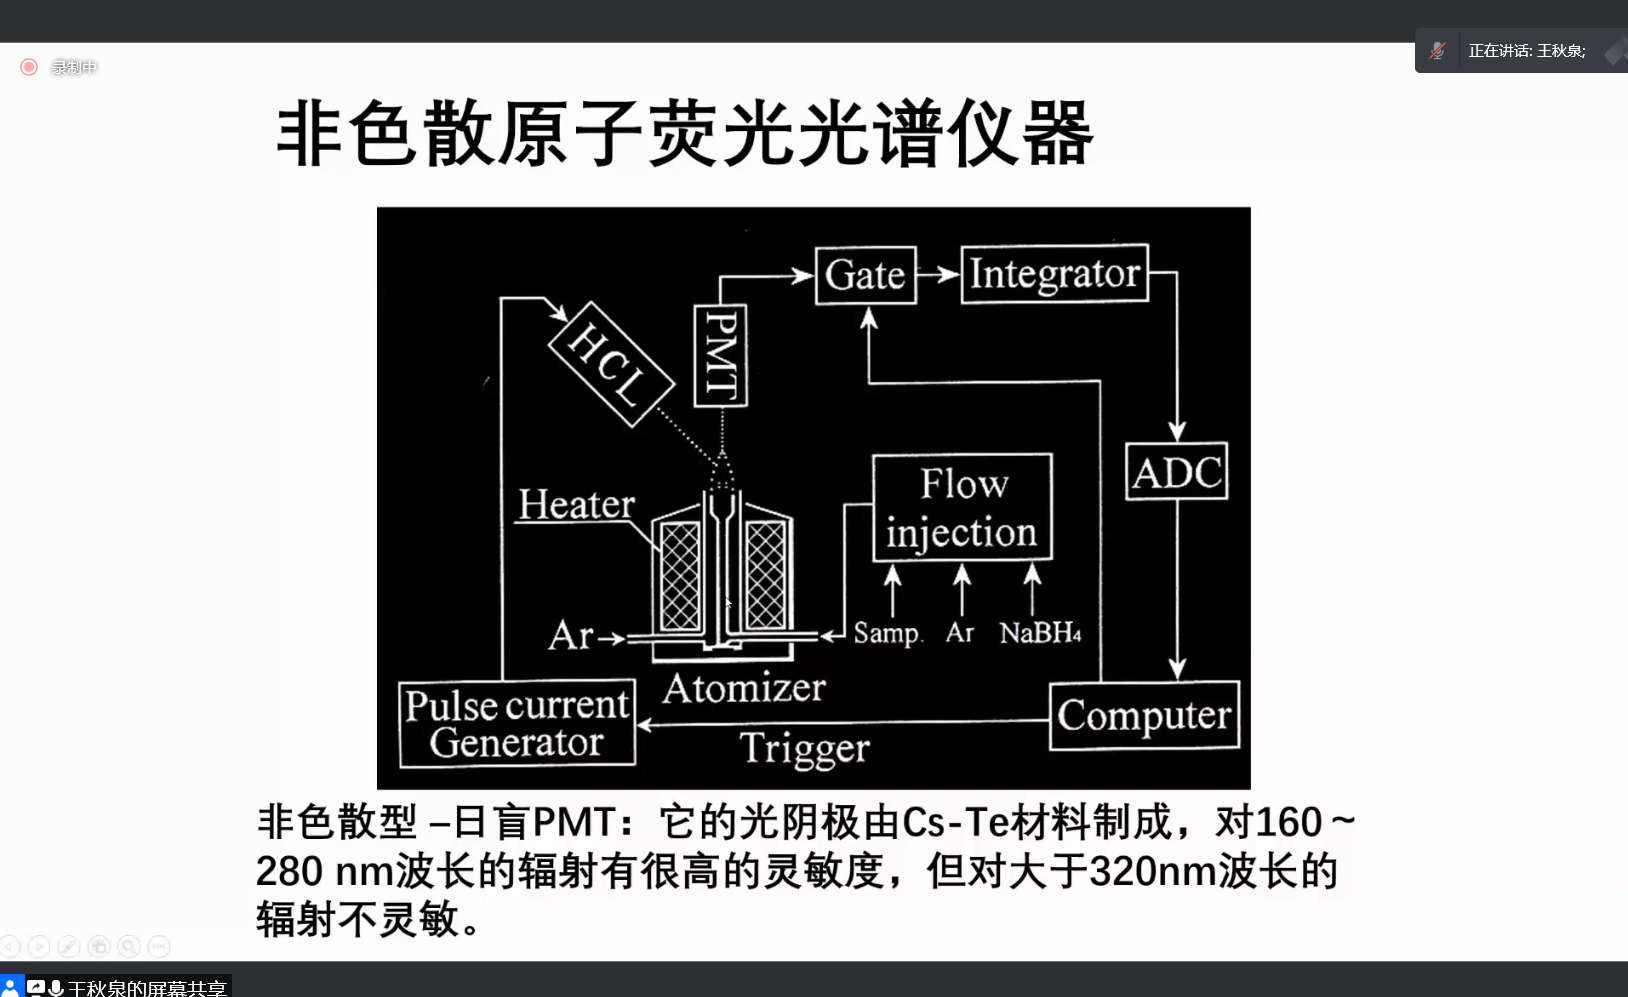 正在讲话: 王秋泉;
录制中
非色散原子荧光光谱仪器
Gate
Integrator
HCL
PMT
ADC
Flow
injection
Heater
Ar
Samp.
Ar
NaBH₄
Atomizer
Pulse current
Generator
Trigger
Computer
非色散型 –日盲PMT：它的光阴极由Cs-Te材料制成，对160～
280 nm波长的辐射有很高的灵敏度，但对大于320nm波长的
辐射不灵敏。
王秋泉的屏幕共享